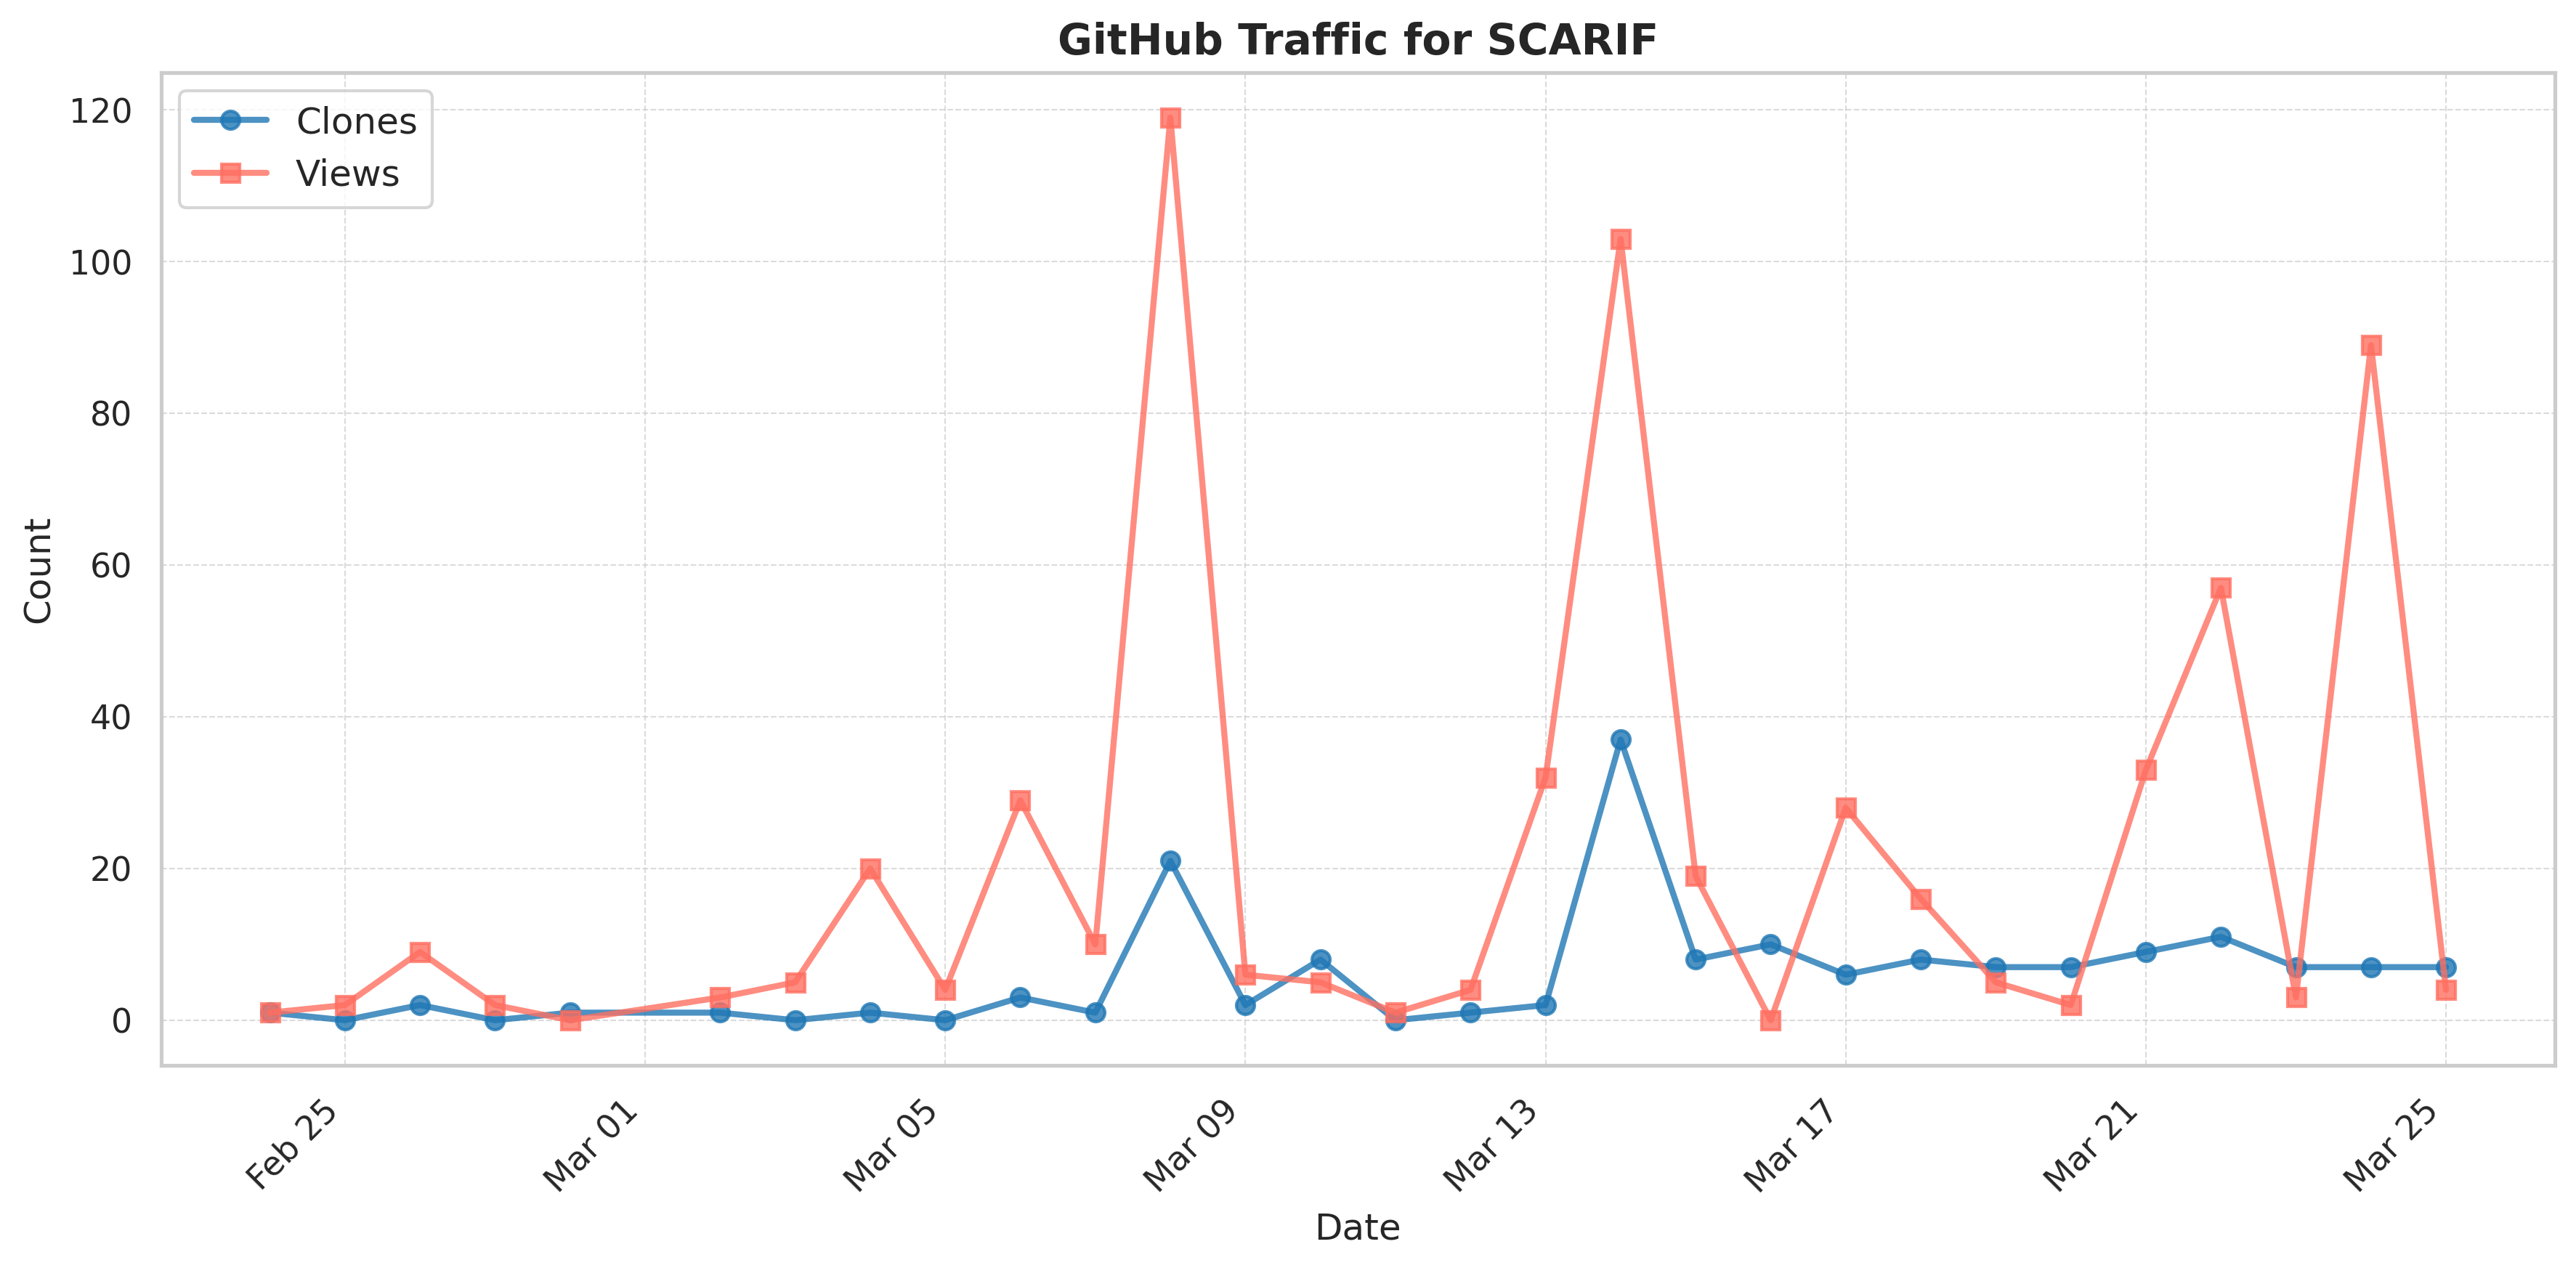 GitHub Traffic for SCARIF
Clones
Views
120
100
80
60
40
20
0
Count
Feb 25
Mar 01
Mar 05
Mar 09
Mar 13
Mar 17
Mar 21
Mar 25
Date